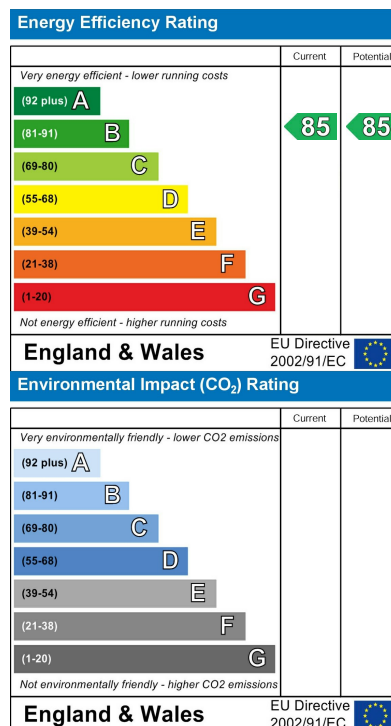 Energy Efficiency Rating
Current Potential
Very energy efficient - lower running costs
(92 plus) A
(81-91) B
85 85
(69-80) C
(55-68) D
(39-54) E
(21-38) F
(1-20) G
Not energy efficient - higher running costs
England & Wales
EU Directive
2002/91/EC
Environmental Impact (CO₂) Rating
Current Potential
Very environmentally friendly - lower CO2 emissions
(92 plus) A
(81-91) B
(69-80) C
(55-68) D
(39-54) E
(21-38) F
(1-20) G
Not environmentally friendly - higher CO2 emissions
England & Wales
EU Directive
2002/91/EC